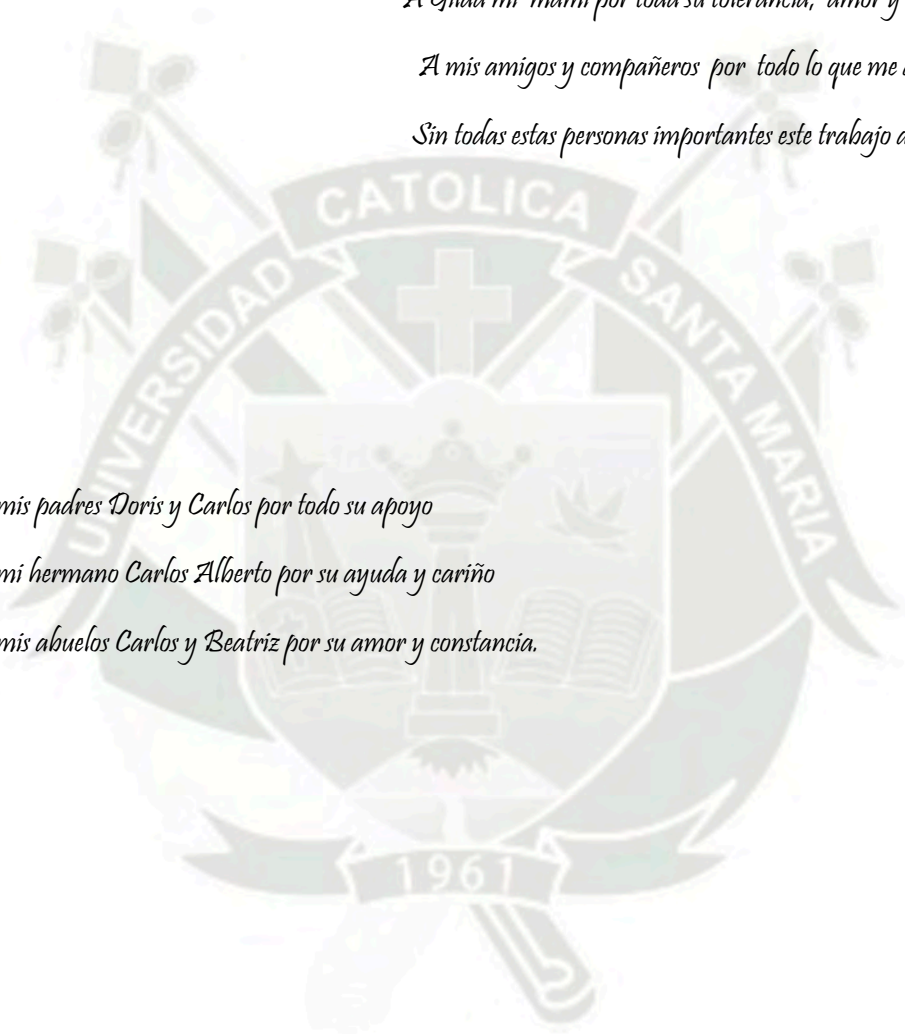 A Gilda mi mami por toda su tolerancia, amor y
A mis amigos y compañeros por todo lo que me
Sin todas estas personas importantes este trabajo
UNIVERSIDAD CATOLICA SANTA MARIA
mis padres Doris y Carlos por todo su apoyo
mi hermano Carlos Alberto por su ayuda y cariño
mis abuelos Carlos y Beatriz por su amor y constancia.
1961